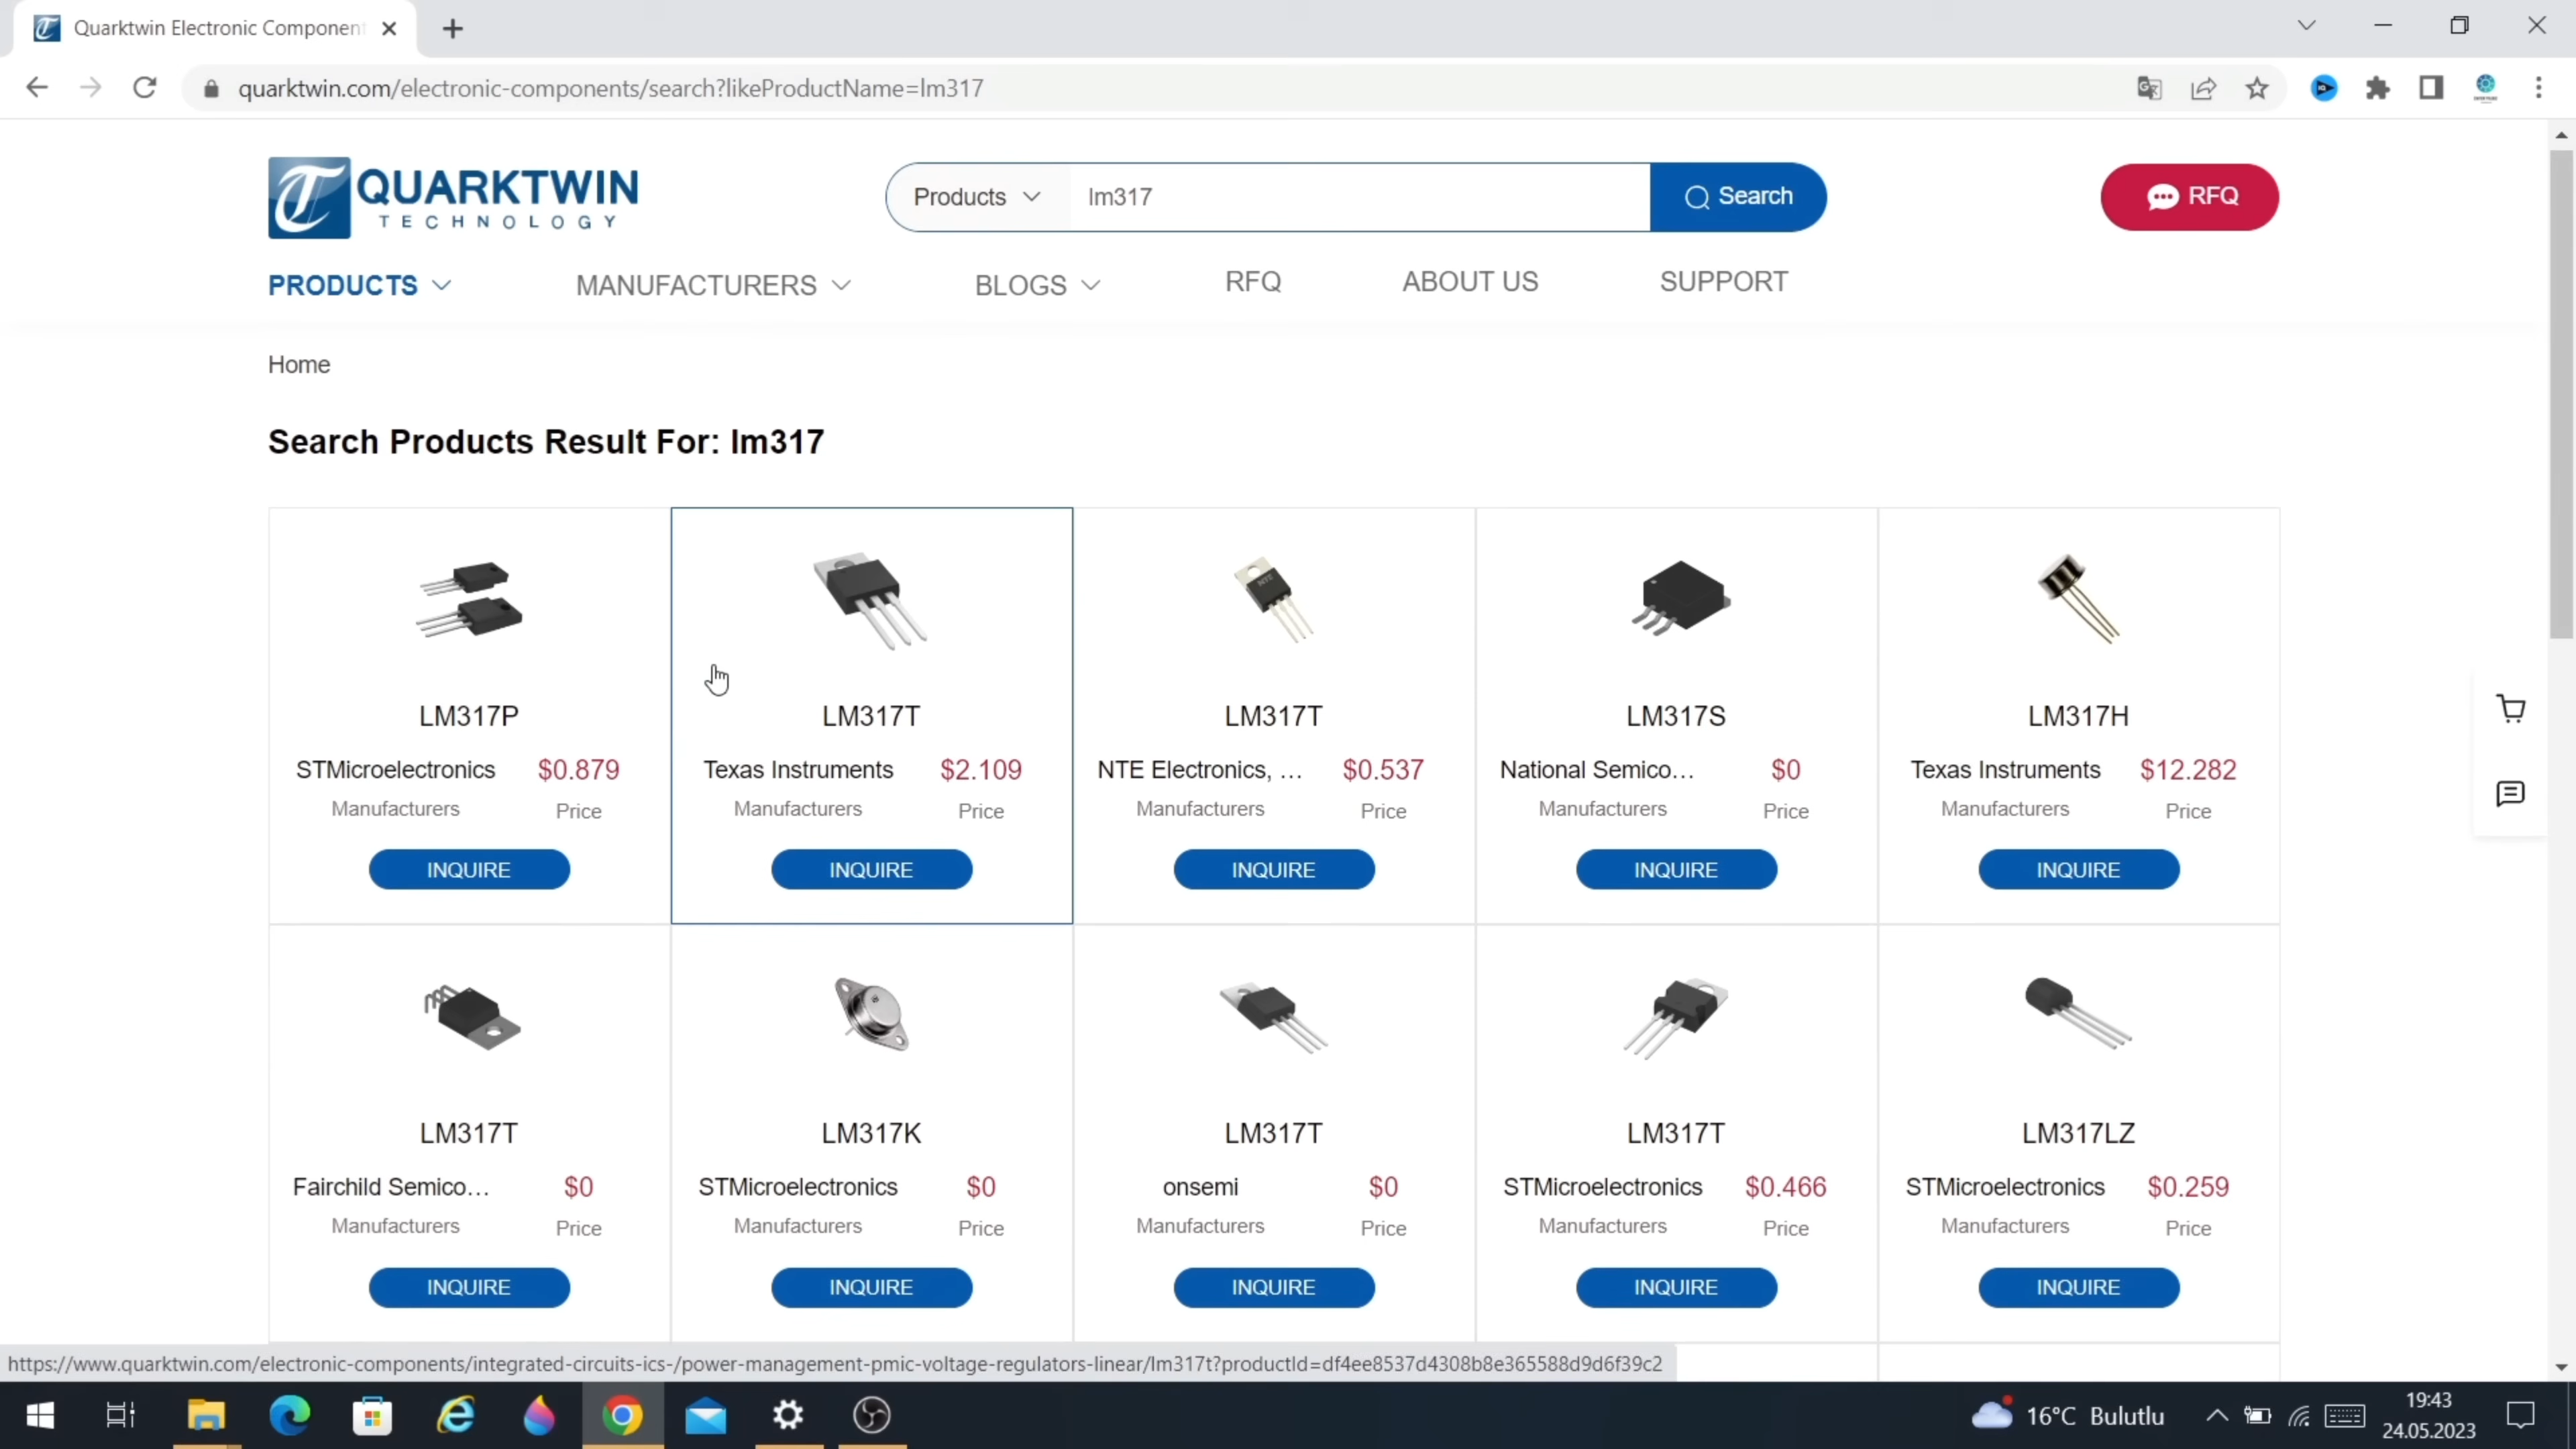 Quarktwin Electronic Component
quarktwin.com/electronic-components/search?likeProductName=lm317
QUARKTWIN
TECHNOLOGY
Products
lm317
Search
RFQ
PRODUCTS
MANUFACTURERS
BLOGS
RFQ
ABOUT US
SUPPORT
Home
Search Products Result For: lm317
LM317P
STMicroelectronics $0.879
Manufacturers Price
INQUIRE
LM317T
Texas Instruments $2.109
Manufacturers Price
INQUIRE
NTE
LM317T
NTE Electronics, ... $0.537
Manufacturers Price
INQUIRE
LM317S
National Semico... $0
Manufacturers Price
INQUIRE
LM317H
Texas Instruments $12.282
Manufacturers Price
INQUIRE
LM317T
Fairchild Semico... $0
Manufacturers Price
INQUIRE
LM317K
STMicroelectronics $0
Manufacturers Price
INQUIRE
LM317T
onsemi $0
Manufacturers Price
INQUIRE
LM317T
STMicroelectronics $0.466
Manufacturers Price
INQUIRE
LM317LZ
STMicroelectronics $0.259
Manufacturers Price
INQUIRE
https://www.quarktwin.com/electronic-components/integrated-circuits-ics-/power-management-pmic-voltage-regulators-linear/lm317t?productId=df4ee8537d4308b8e365588d9d6f39c2
16°C Bulutlu
19:43
24.05.2023